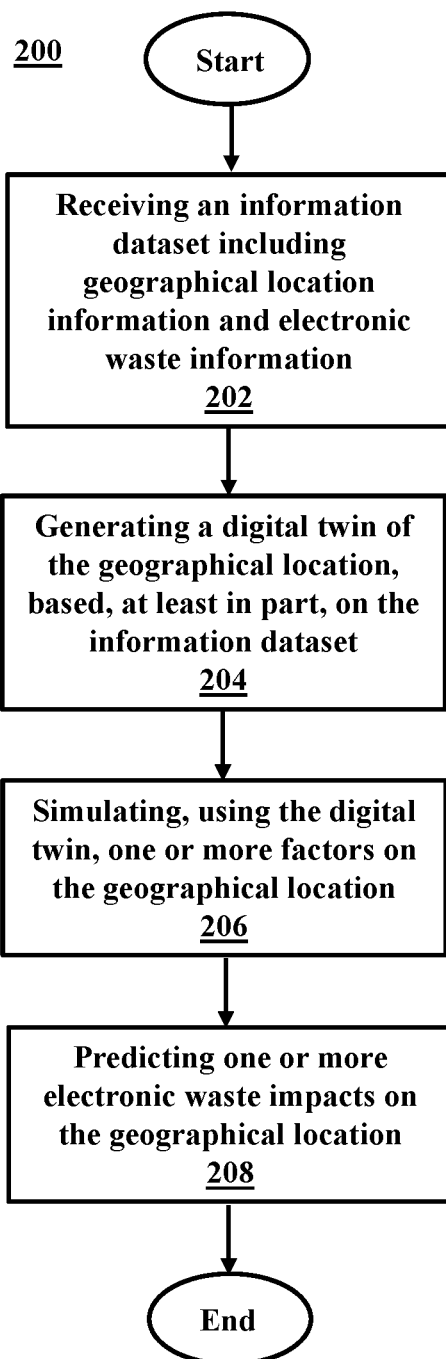 200
Start
Receiving an information
dataset including
geographical location
information and electronic
waste information
202
Generating a digital twin of
the geographical location,
based, at least in part, on the
information dataset
204
Simulating, using the digital
twin, one or more factors on
the geographical location
206
Predicting one or more
electronic waste impacts on
the geographical location
208
End